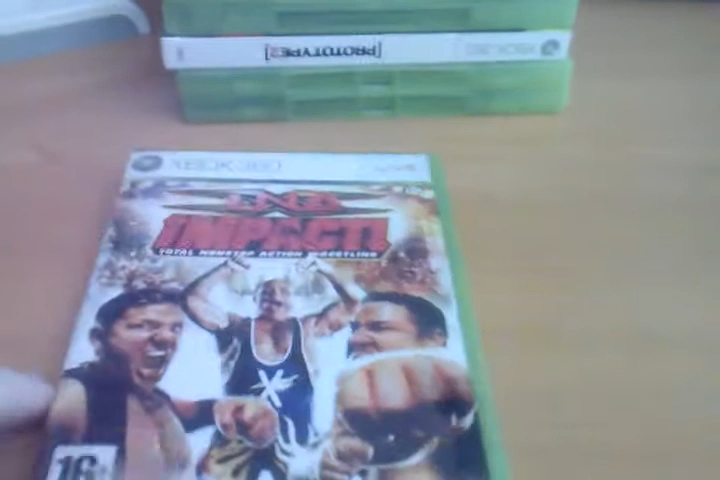 [PROTOTYPE2]
XBOX 360
XBOX 360
TNA
IMPACT!
TOTAL NONSTOP ACTION WRESTLING
16